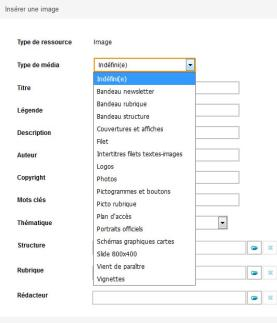 Insérer une image
Type de ressource Image
Type de média Indéfini(e)
Indéfini(e)
Titre
Bandeau newsletter
Bandeau rubrique
Légende
Bandeau structure
Couvertures et affiches
Description
Filet
Intertitres filets textes-images
Auteur
Logos
Copyright
Photos
Pictogrammes et boutons
Mots clés
Picto rubrique
Plan d'accès
Thématique
Portraits officiels
Structure
Schémas graphiques cartes
Slide 800x400
Rubrique
Vient de paraître
Vignettes
Rédacteur